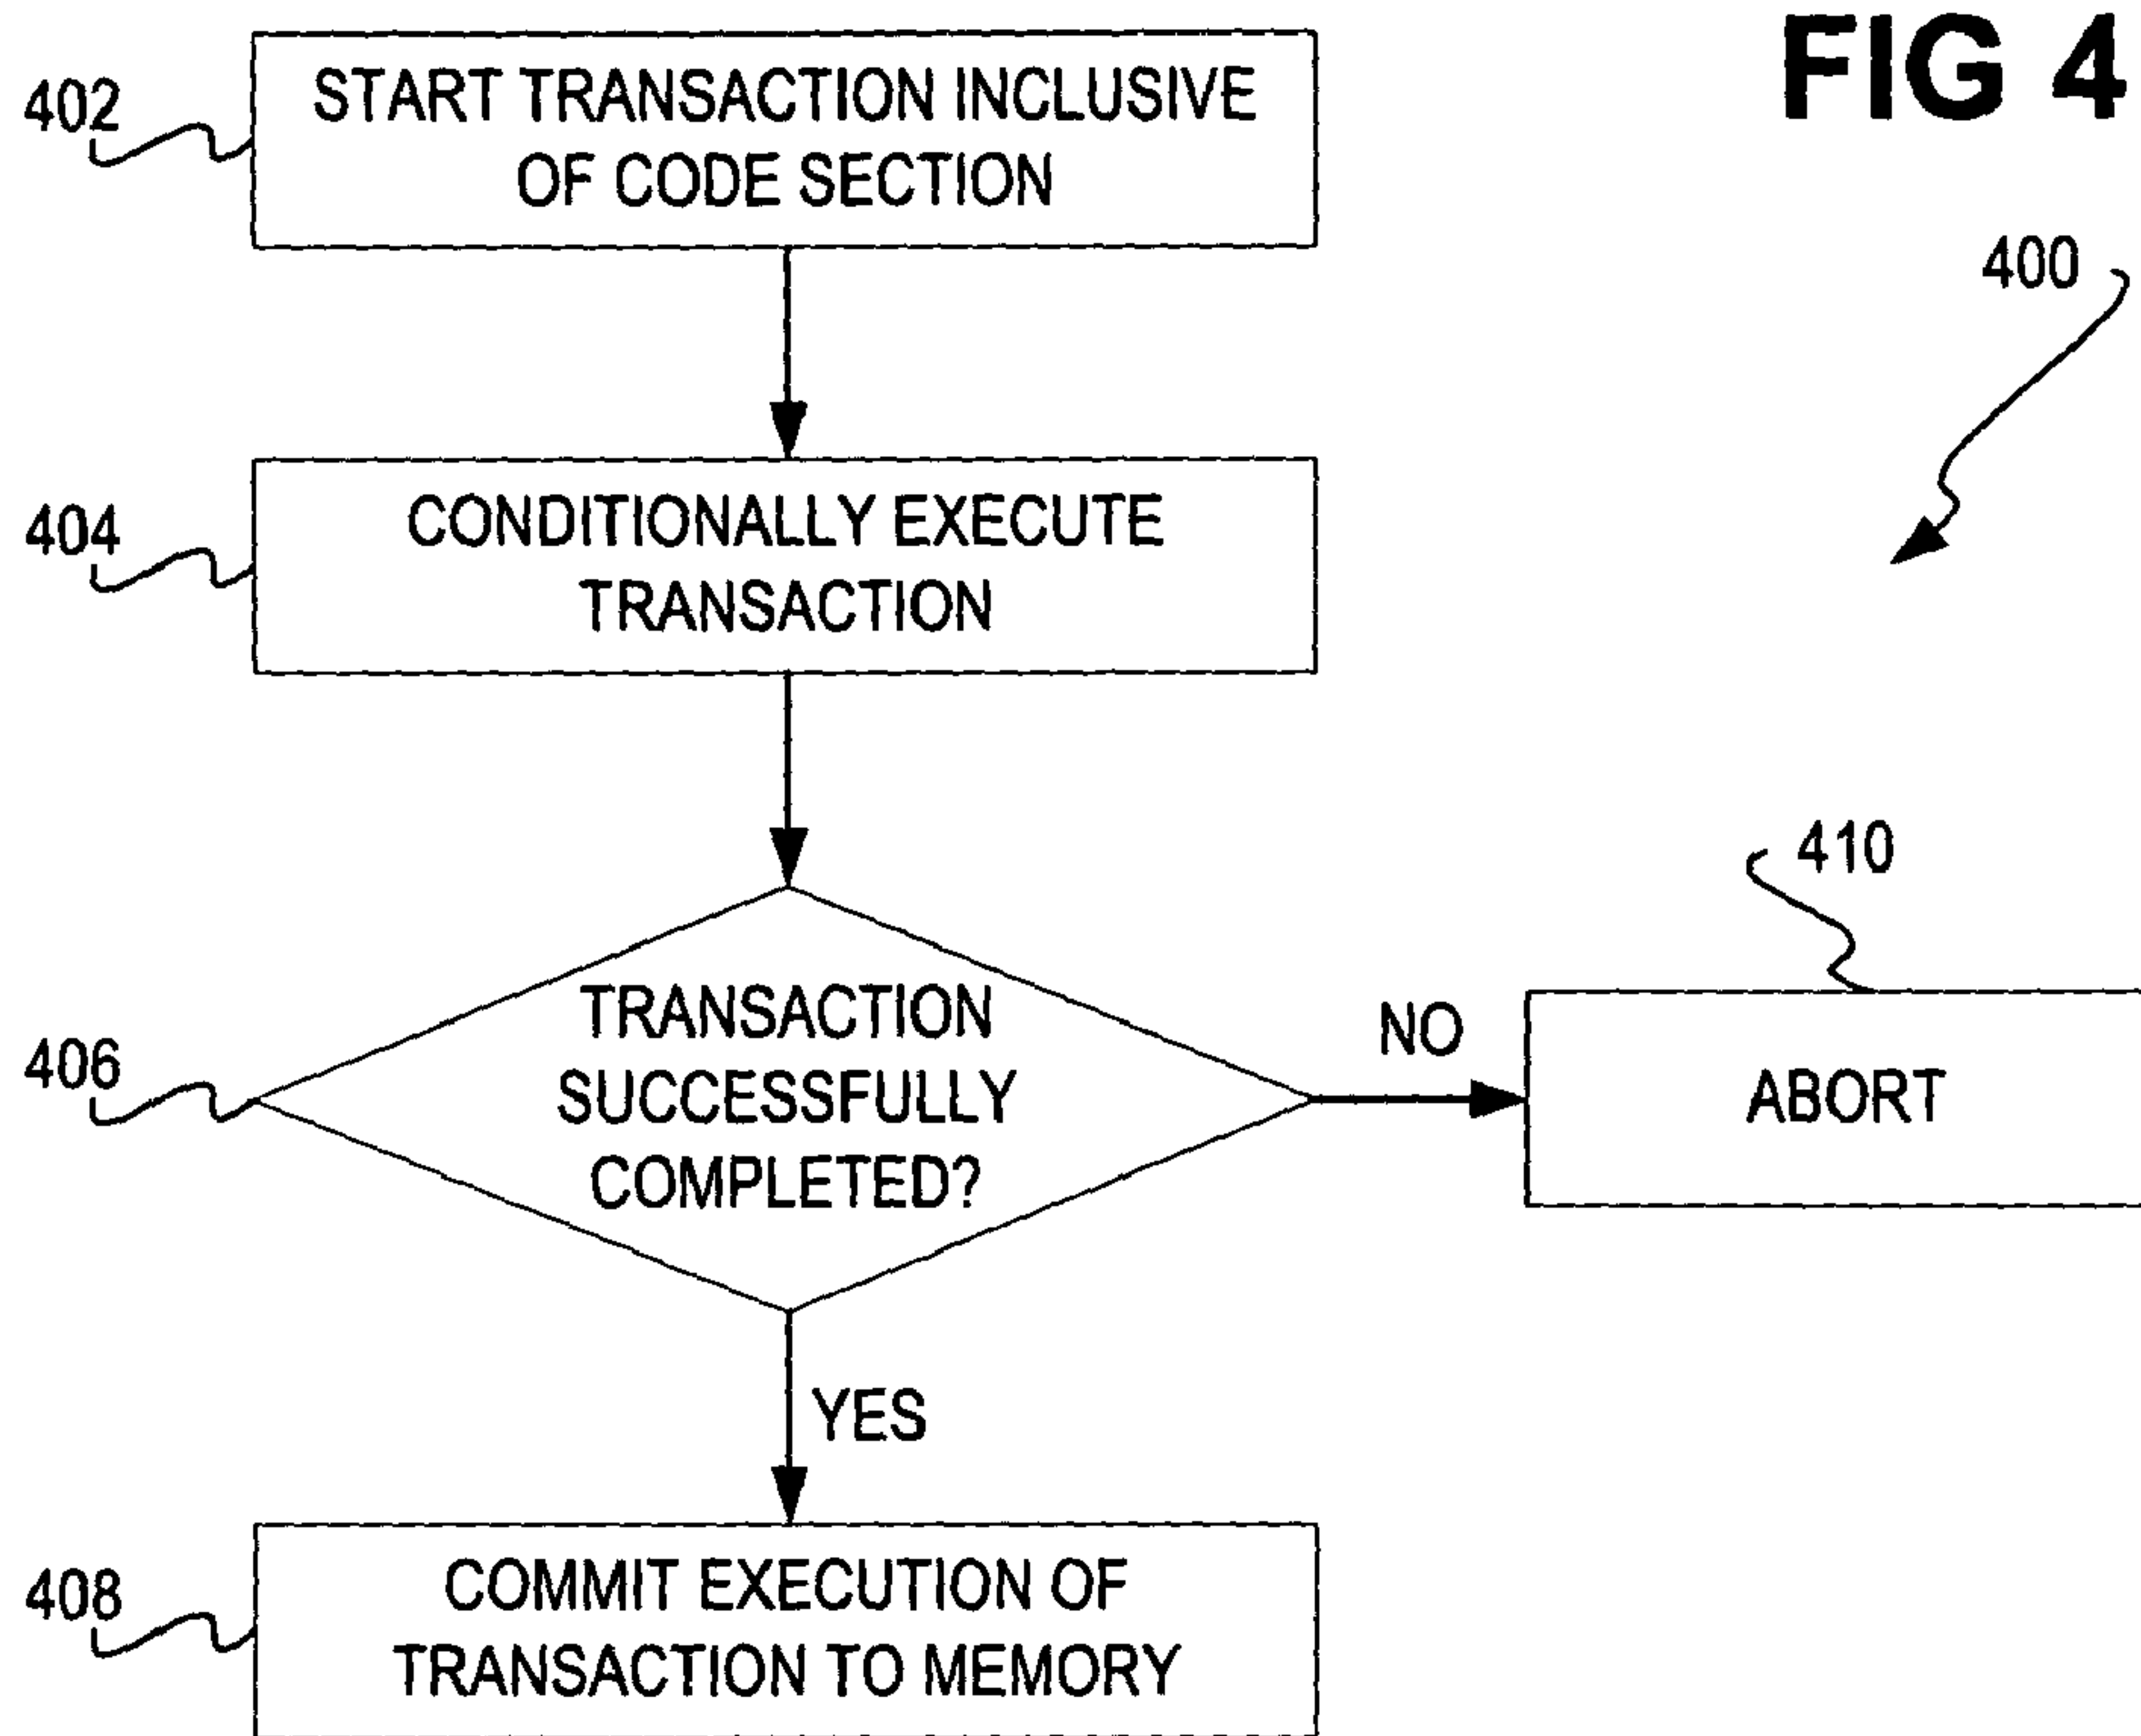 FIG 4
402
START TRANSACTION INCLUSIVE
OF CODE SECTION
400
404
CONDITIONALLY EXECUTE
TRANSACTION
410
406
TRANSACTION
SUCCESSFULLY
COMPLETED?
NO
ABORT
YES
408
COMMIT EXECUTION OF
TRANSACTION TO MEMORY